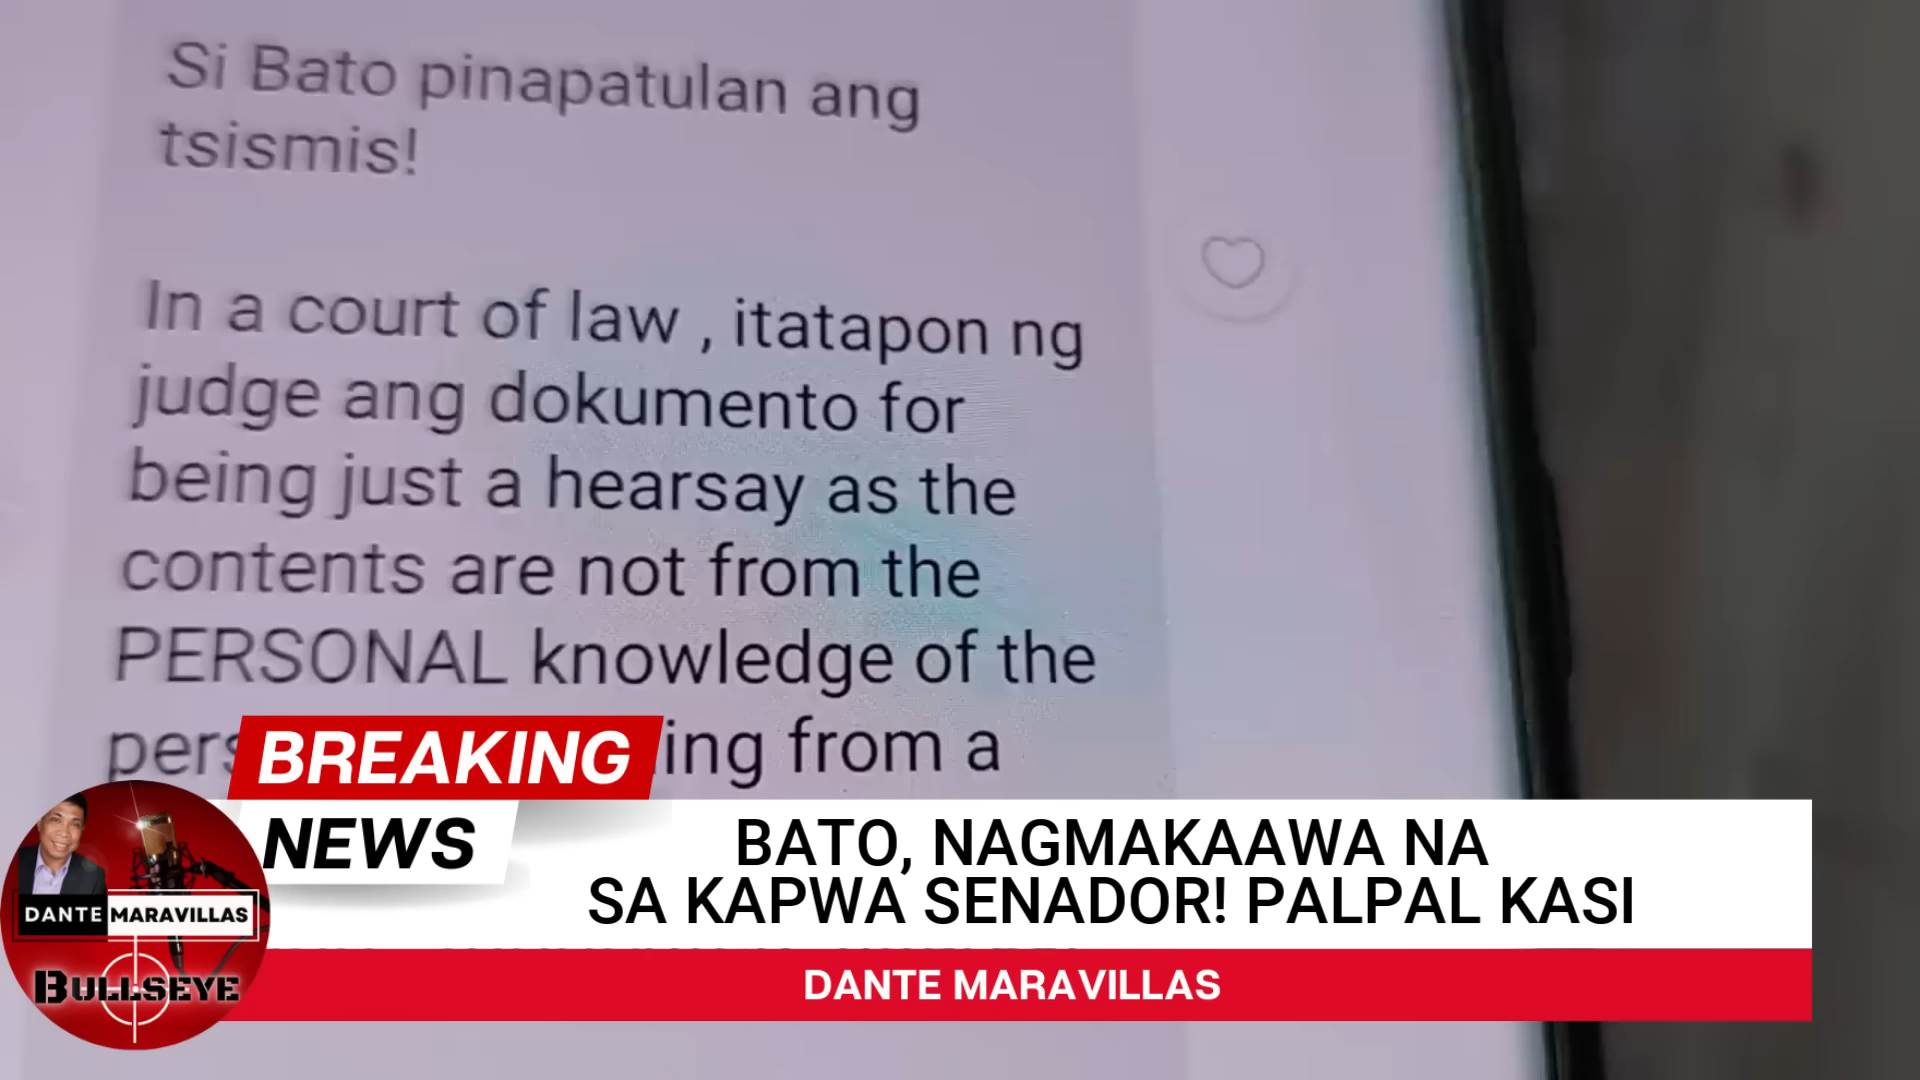 Si Bato pinapatulan ang
tsismis!
In a court of law , itatapon ng
judge ang dokumento for
being just a hearsay as the
contents are not from the
PERSONAL knowledge of the
from a
BREAKING
NEWS
BATO, NAGMAKAAWA NA
SA KAPWA SENADOR! PALPAL KASI
DANTE MARAVILLAS
DANTE MARAVILLAS
BULLSEYE